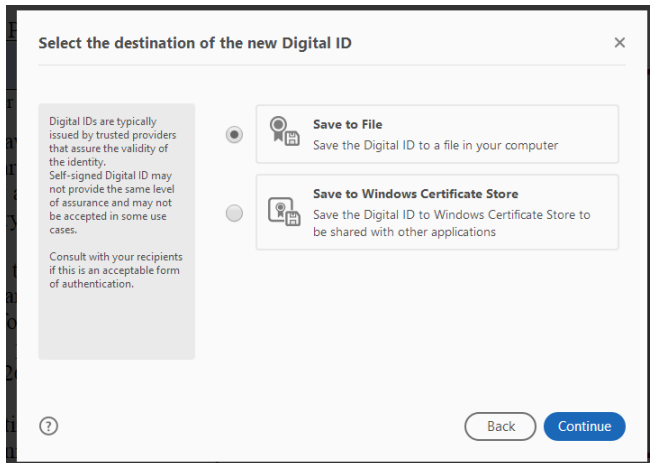 Select the destination of the new Digital ID
Digital IDs are typically
issued by trusted providers
that assure the validity of
the identity.
Self-signed Digital ID may
not provide the same level
of assurance and may not
be accepted in some use
cases.
Consult with your recipients
if this is an acceptable form
of authentication.
Save to File
Save the Digital ID to a file in your computer
Save to Windows Certificate Store
Save the Digital ID to Windows Certificate Store to
be shared with other applications
?
Back
Continue